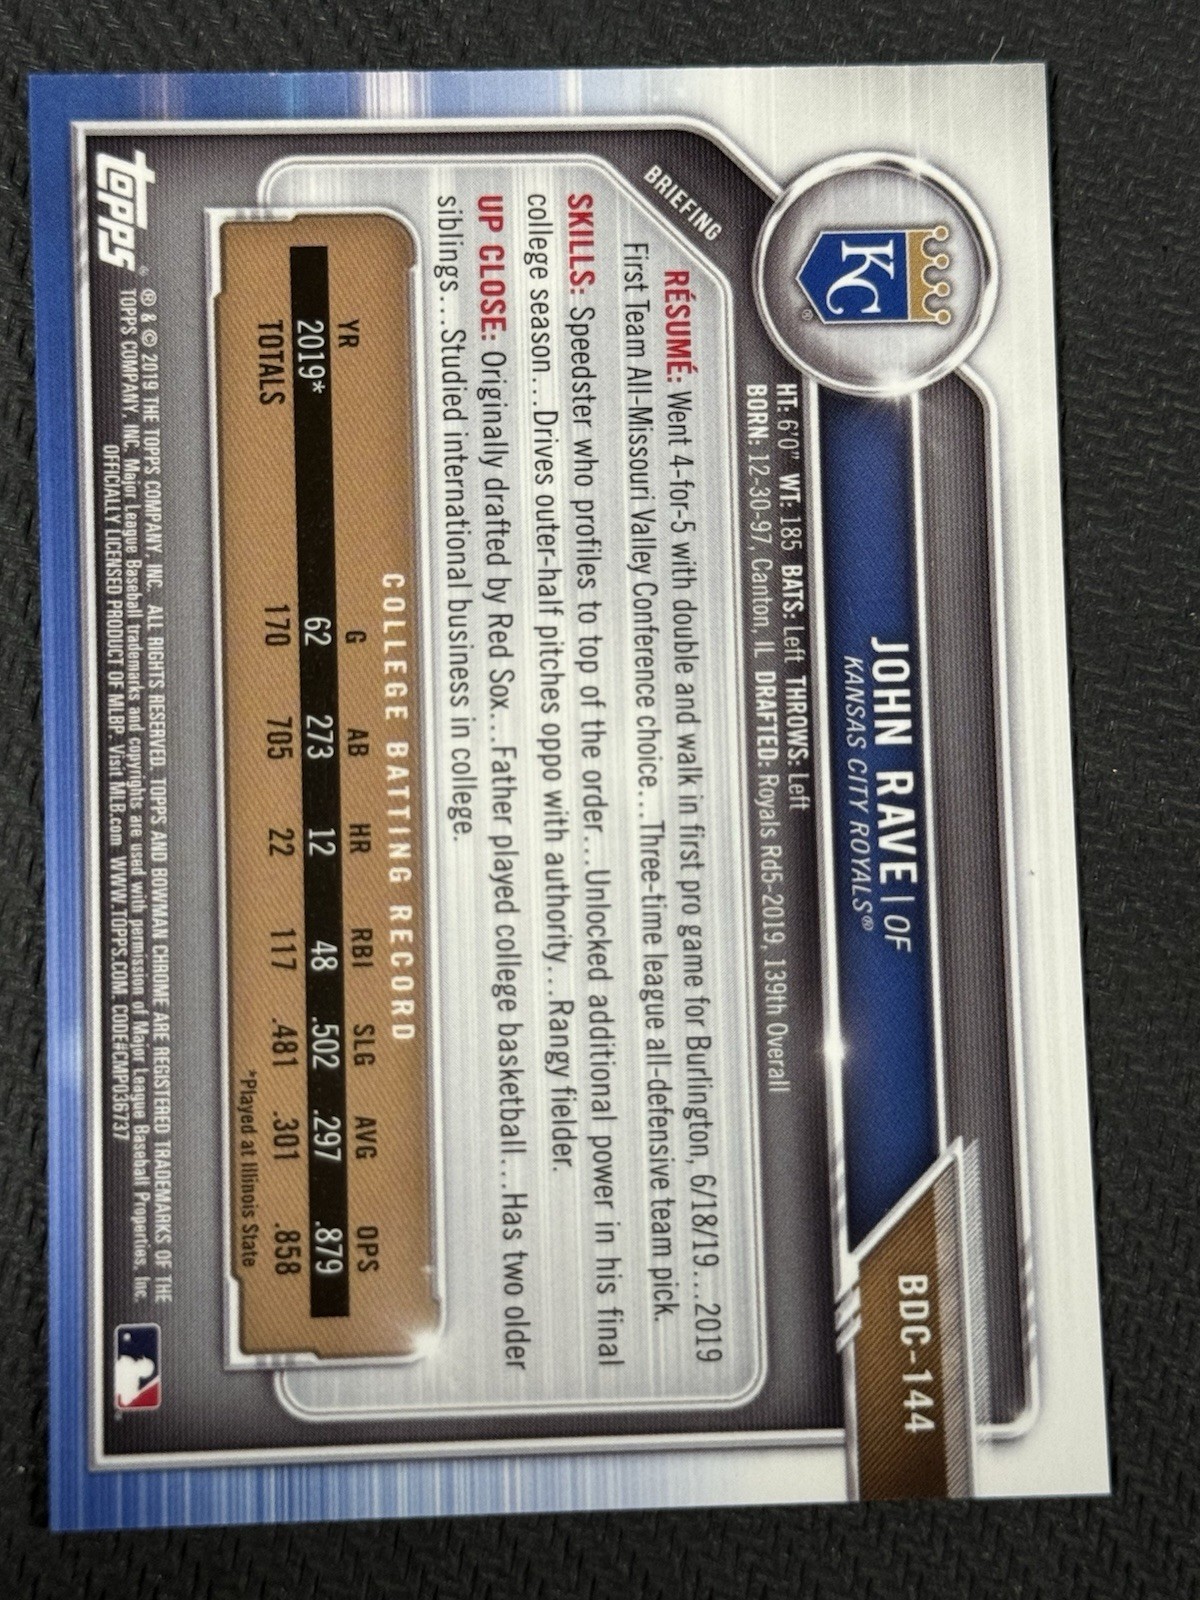 BDC-144
JOHN RAVE | OF
KANSAS CITY ROYALS®
KC
®
HT: 6'0" WT: 185 BATS: Left THROWS: Left
BORN: 12-30-97, Canton, IL DRAFTED: Royals Rd5-2019, 139th Overall
BRIEFING
RÉSUMÉ: Went 4-for-5 with double and walk in first pro game for Burlington, 6/18/19....2019
First Team All-Missouri Valley Conference choice...Three-time league all-defensive team pick.
SKILLS: Speedster who profiles to top of the order...Unlocked additional power in his final
college season...Drives outer-half pitches oppo with authority...Rangy fielder.
UP CLOSE: Originally drafted by Red Sox...Father played college basketball...Has two older
siblings...Studied international business in college.
COLLEGE BATTING RECORD
YR G AB HR RBI SLG AVG OPS
2019* 62 273 12 48 .502 .297 .879
TOTALS 170 705 22 117 .481 .301 .858
*Played at Illinois State
topps
® & © 2019 THE TOPPS COMPANY, INC. ALL RIGHTS RESERVED. TOPPS AND BOWMAN CHROME ARE REGISTERED TRADEMARKS OF THE
TOPPS COMPANY, INC. Major League Baseball trademarks and copyrights are used with permission of Major League Baseball Properties, Inc.
OFFICIALLY LICENSED PRODUCT OF MLBP. Visit MLB.com WWW.TOPPS.COM. CODE#CMP036737